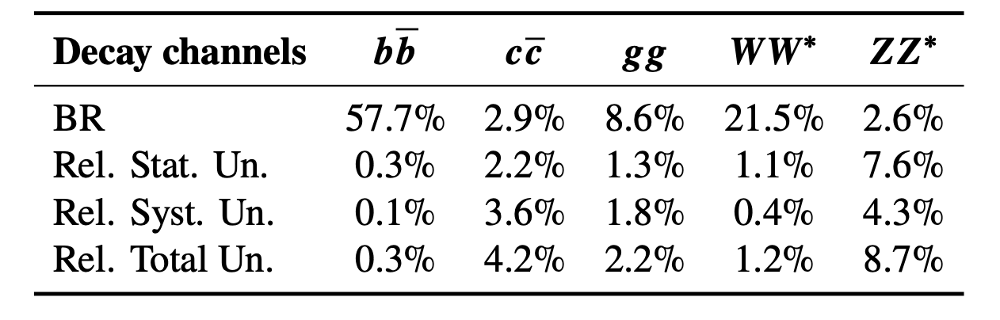 Decay channels bb̅ cc̅ gg WW* ZZ*
BR 57.7% 2.9% 8.6% 21.5% 2.6%
Rel. Stat. Un. 0.3% 2.2% 1.3% 1.1% 7.6%
Rel. Syst. Un. 0.1% 3.6% 1.8% 0.4% 4.3%
Rel. Total Un. 0.3% 4.2% 2.2% 1.2% 8.7%